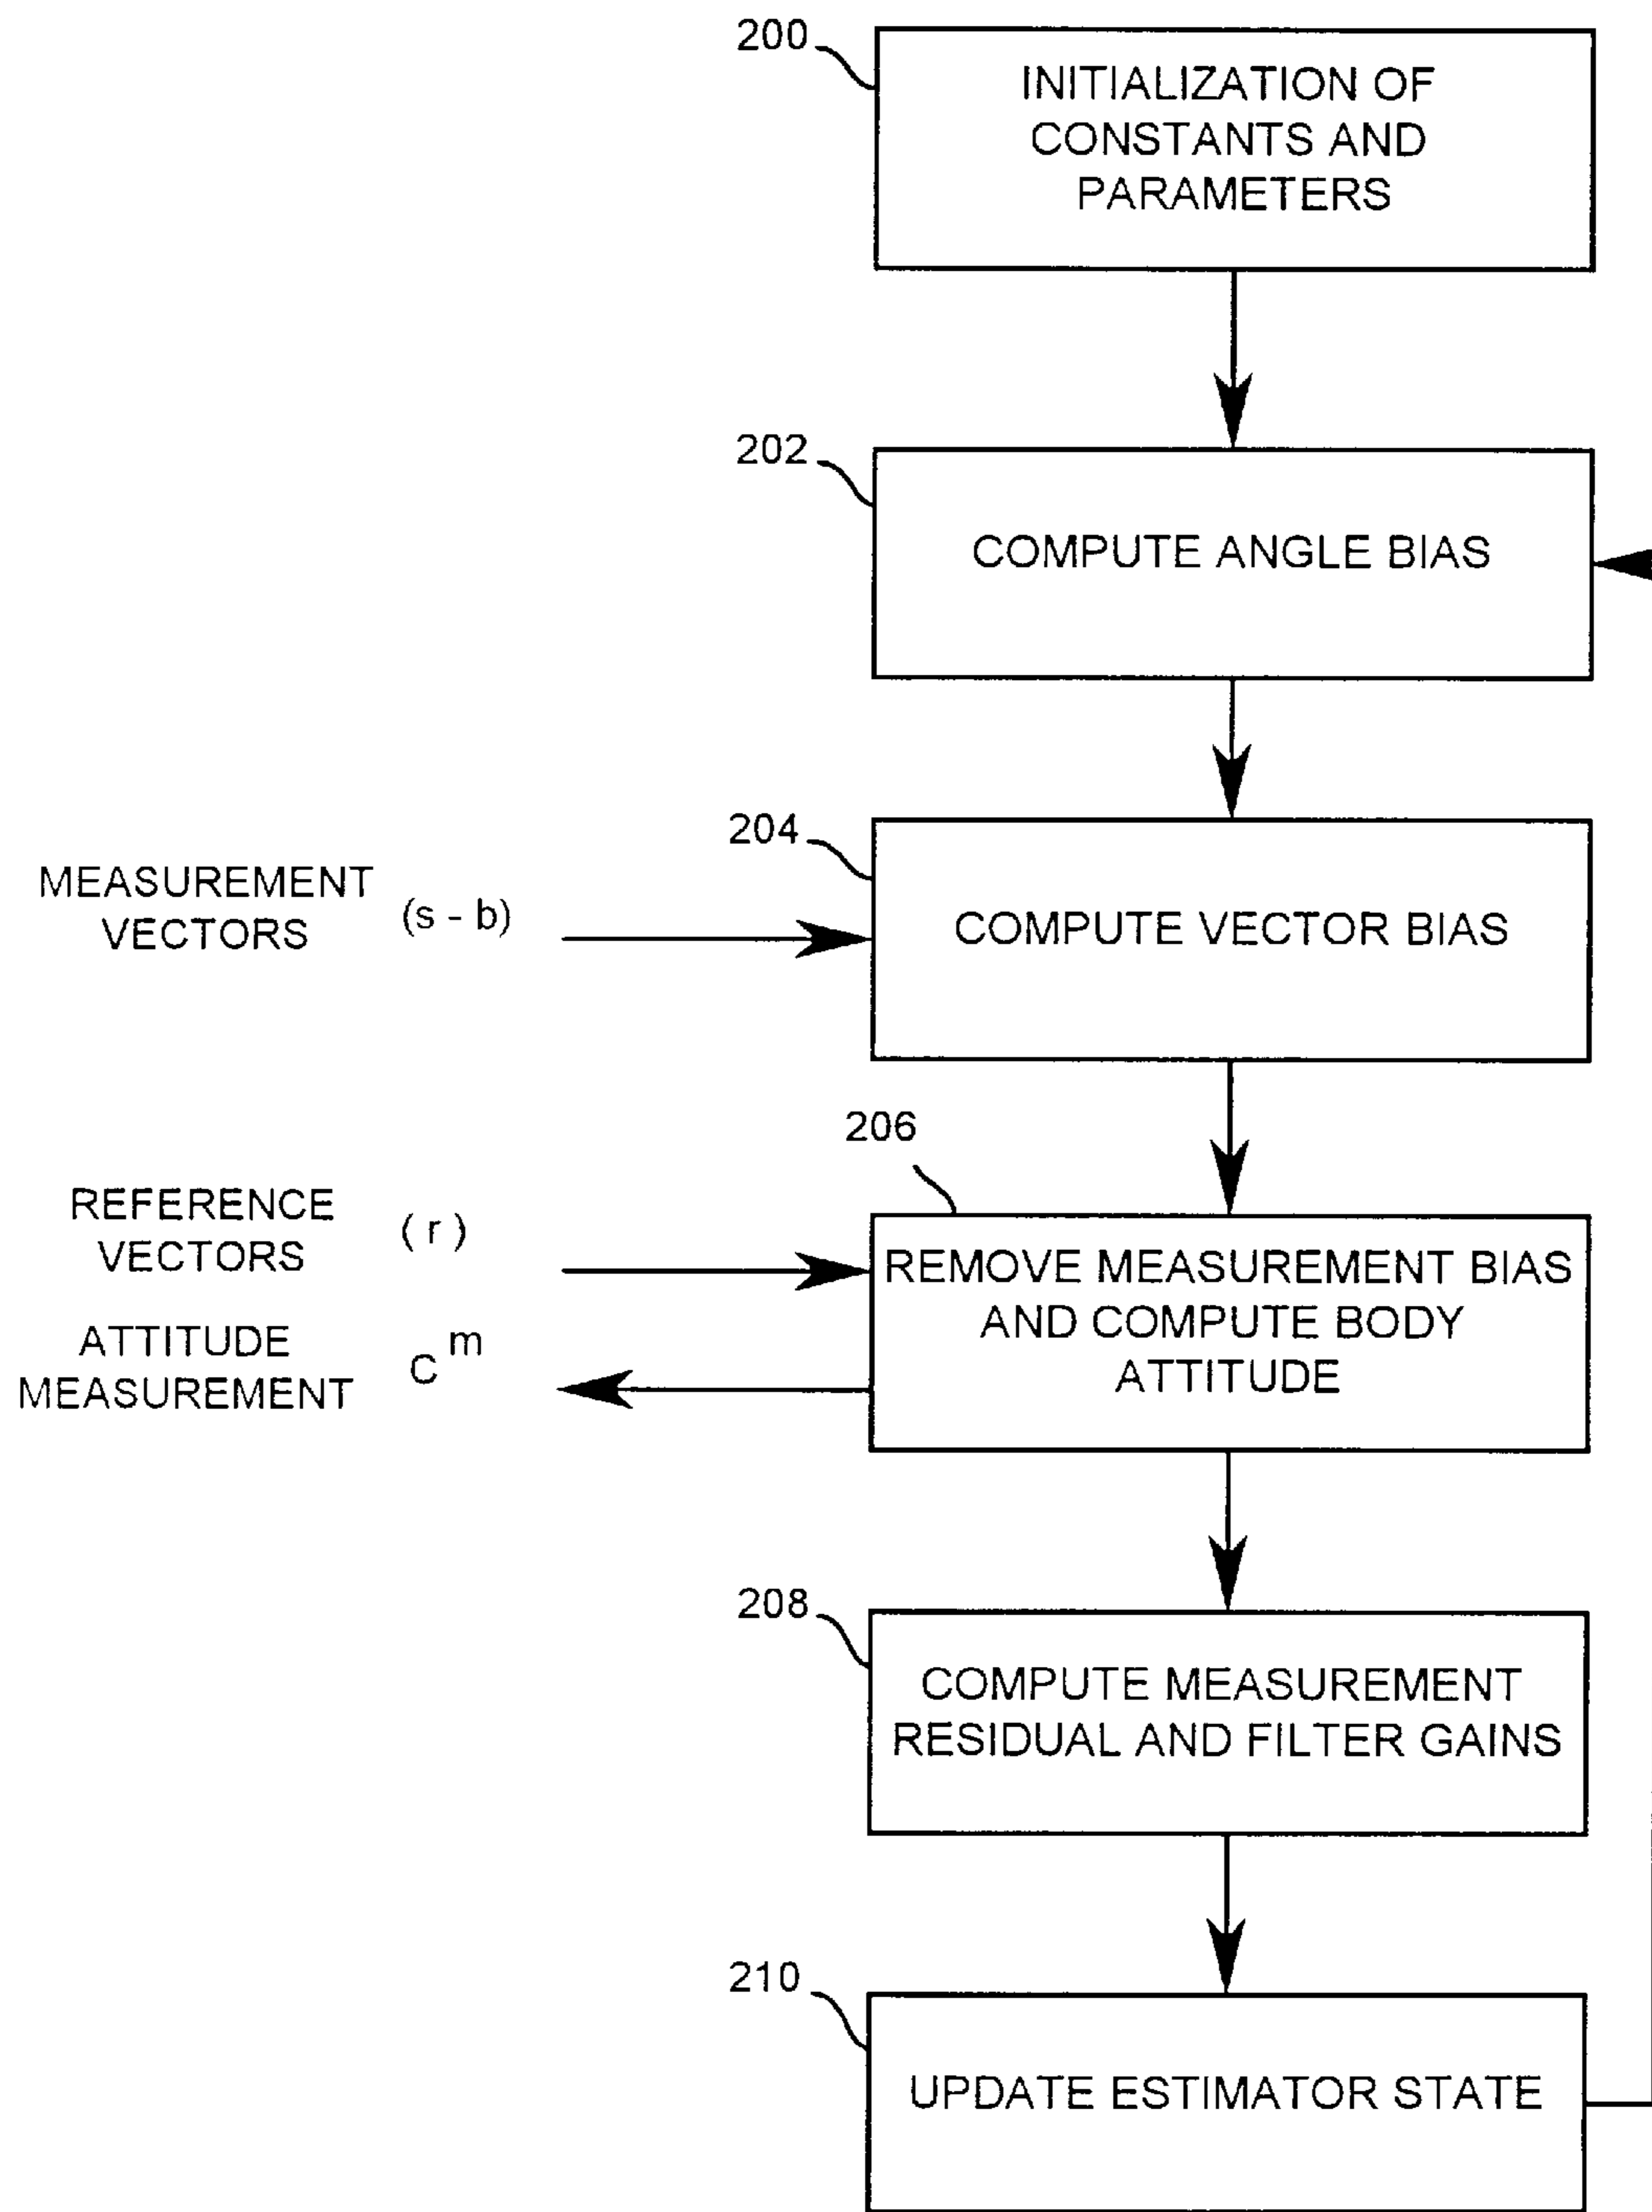 200
INITIALIZATION OF
CONSTANTS AND
PARAMETERS
202
COMPUTE ANGLE BIAS
204
MEASUREMENT
VECTORS (s - b)
COMPUTE VECTOR BIAS
206
REFERENCE
VECTORS ( r )
ATTITUDE
MEASUREMENT C^m
REMOVE MEASUREMENT BIAS
AND COMPUTE BODY
ATTITUDE
208
COMPUTE MEASUREMENT
RESIDUAL AND FILTER GAINS
210
UPDATE ESTIMATOR STATE